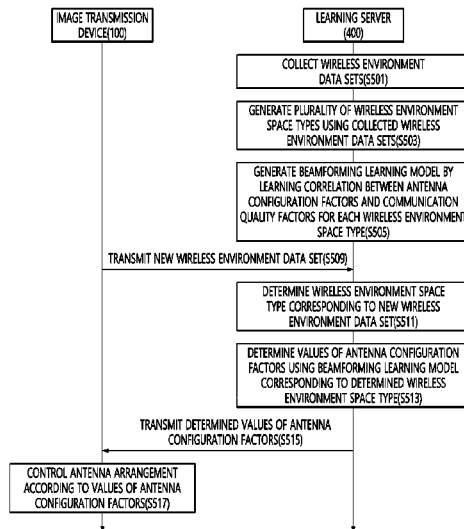 IMAGE TRANSMISSION
DEVICE(100)
LEARNING SERVER
(400)
COLLECT WIRELESS ENVIRONMENT
DATA SETS(S501)
GENERATE PLURALITY OF WIRELESS ENVIRONMENT
SPACE TYPES USING COLLECTED WIRELESS
ENVIRONMENT DATA SETS(S503)
GENERATE BEAMFORMING LEARNING MODEL BY
LEARNING CORRELATION BETWEEN ANTENNA
CONFIGURATION FACTORS AND COMMUNICATION
QUALITY FACTORS FOR EACH WIRELESS ENVIRONMENT
SPACE TYPE(S505)
TRANSMIT NEW WIRELESS ENVIRONMENT DATA SET(S509)
DETERMINE WIRELESS ENVIRONMENT SPACE
TYPE CORRESPONDING TO NEW WIRELESS
ENVIRONMENT DATA SET(S511)
DETERMINE VALUES OF ANTENNA CONFIGURATION
FACTORS USING BEAMFORMING LEARNING MODEL
CORRESPONDING TO DETERMINED WIRELESS
ENVIRONMENT SPACE TYPE(S513)
TRANSMIT DETERMINED VALUES OF ANTENNA
CONFIGURATION FACTORS(S515)
CONTROL ANTENNA ARRANGEMENT
ACCORDING TO VALUES OF ANTENNA
CONFIGURATION FACTORS(S517)